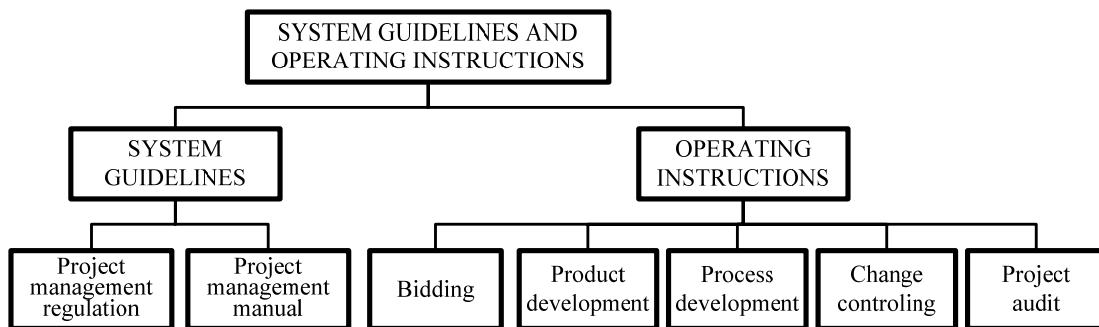 SYSTEM GUIDELINES AND
OPERATING INSTRUCTIONS
SYSTEM
GUIDELINES
OPERATING
INSTRUCTIONS
Project
management
regulation
Project
management
manual
Bidding
Product
development
Process
development
Change
controling
Project
audit